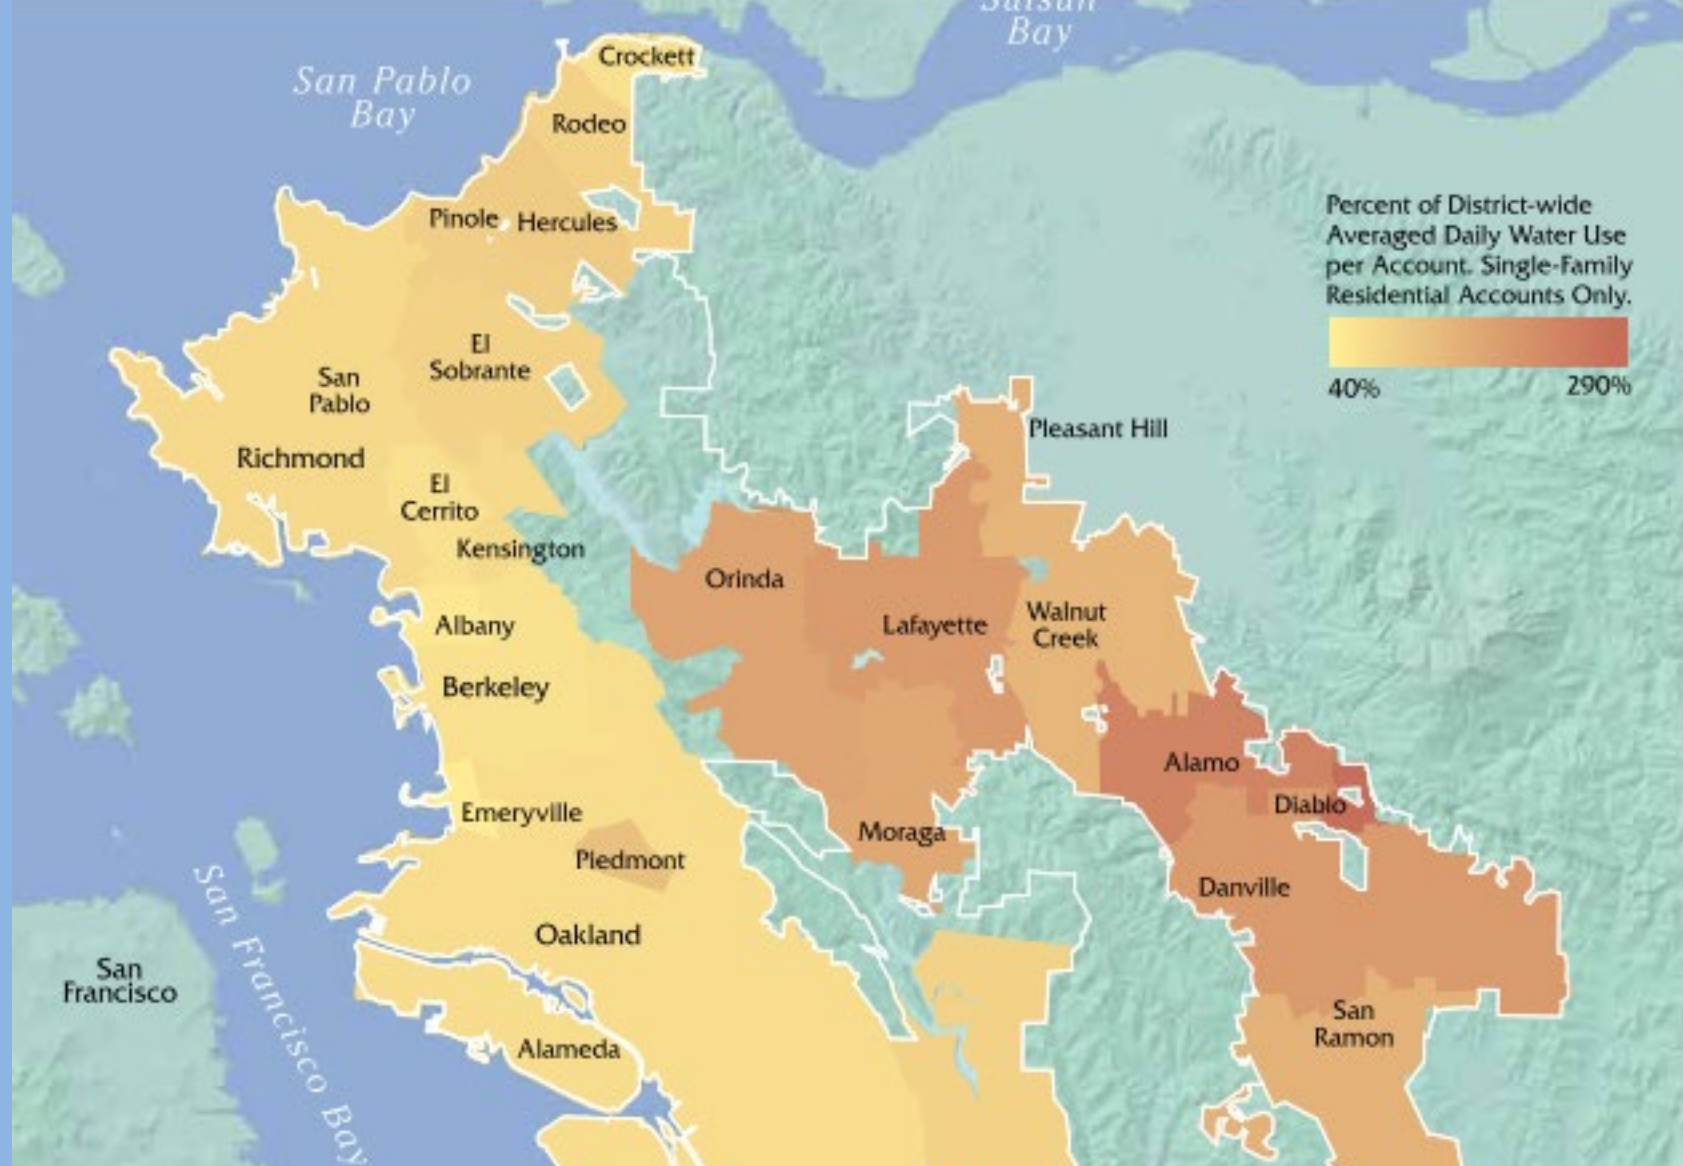 Suisun
Bay
Crockett
San Pablo
Bay
Rodeo
Pinole
Hercules
Percent of District-wide
Averaged Daily Water Use
per Account. Single-Family
Residential Accounts Only.
40%
290%
El
Sobrante
San
Pablo
Pleasant Hill
Richmond
El
Cerrito
Kensington
Orinda
Albany
Lafayette
Walnut
Creek
Berkeley
Alamo
Diablo
Emeryville
Moraga
Piedmont
Danville
Oakland
San
Francisco
San Francisco Bay
San
Ramon
Alameda